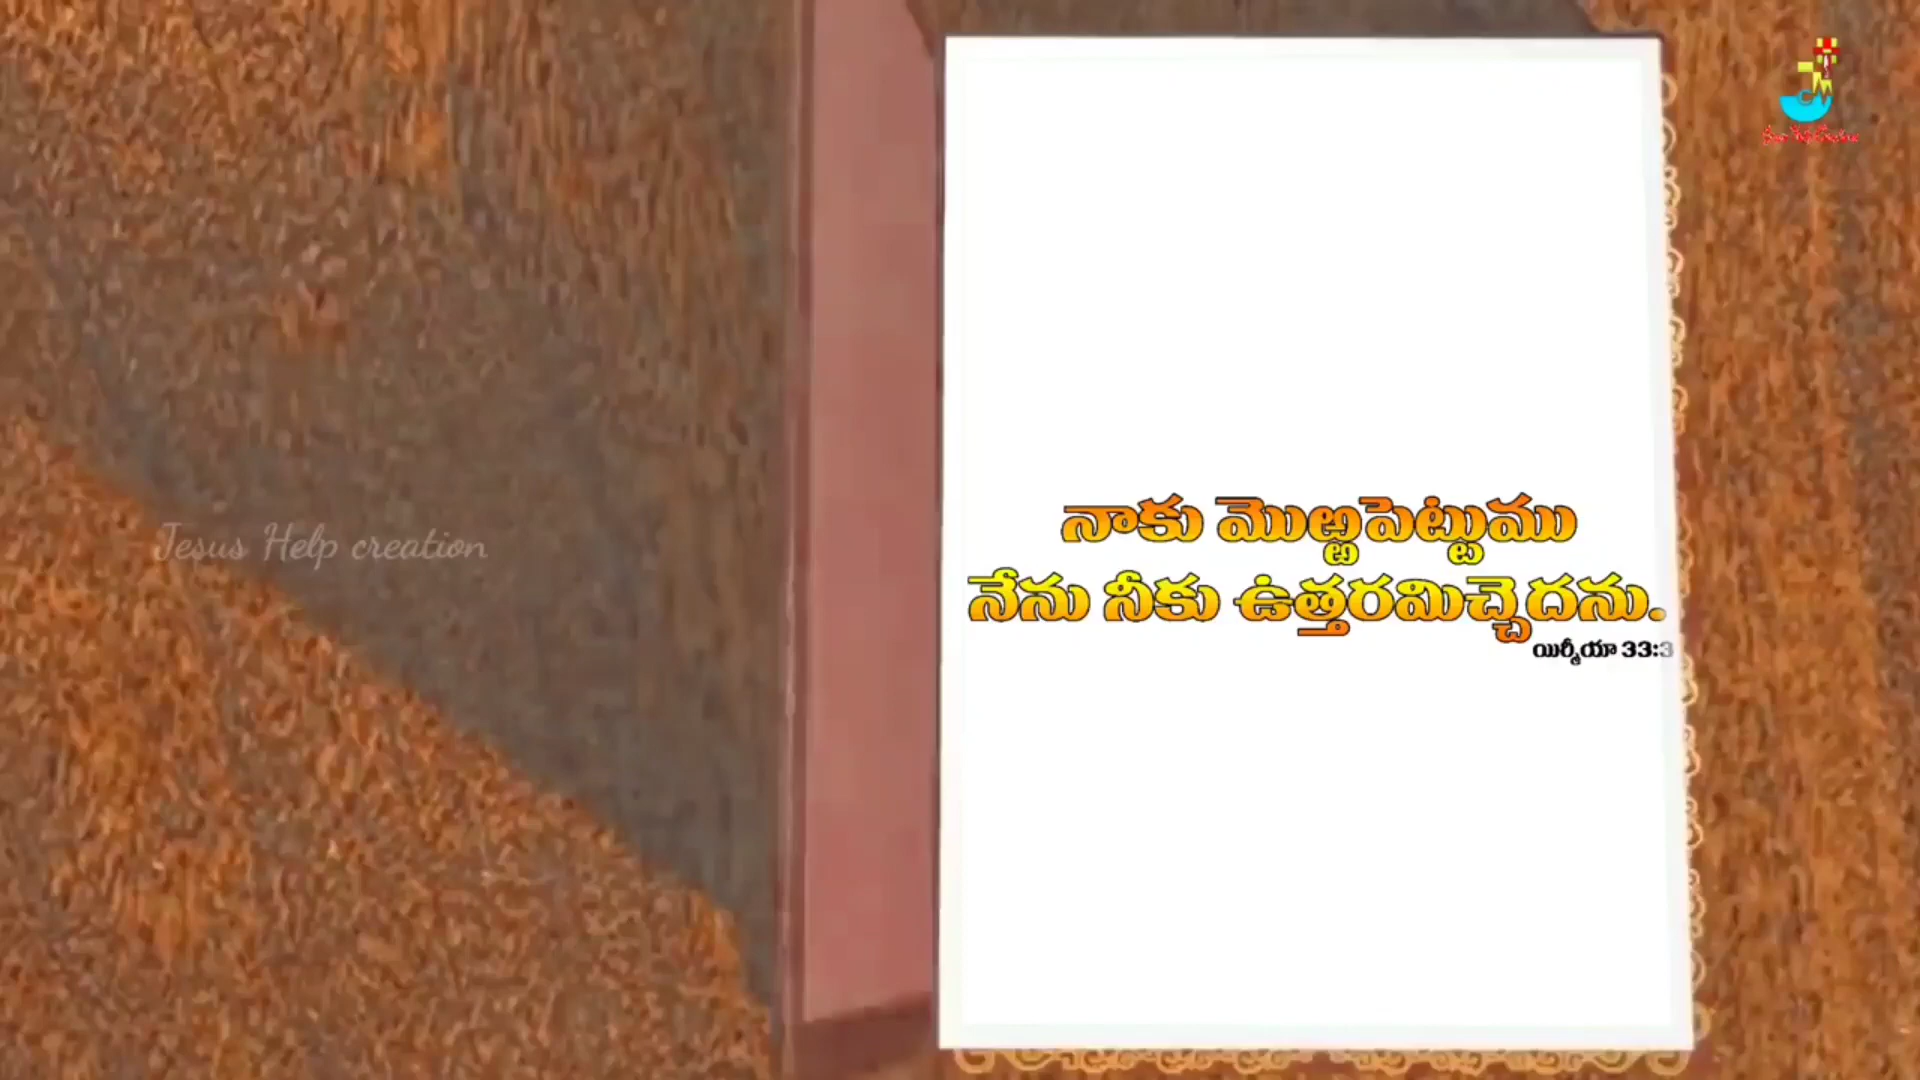 Jesus Help creation
నాకు మొఱ్ఱపెట్టుము
నేను నీకు ఉత్తరమిచ్చెదను.
యిర్మీయా 33:3